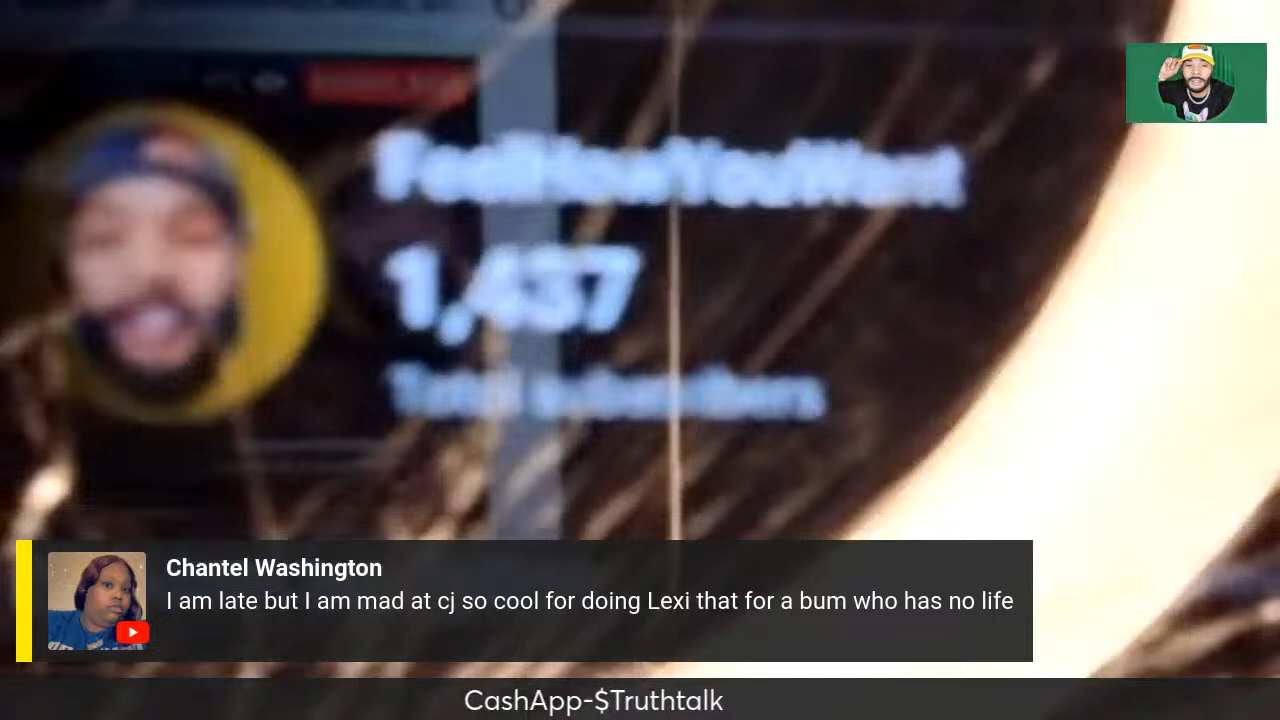 FeelHowYouWant
1,437
Total subscribers
Chantel Washington
I am late but I am mad at cj so cool for doing Lexi that for a bum who has no life
CashApp-$Truthtalk